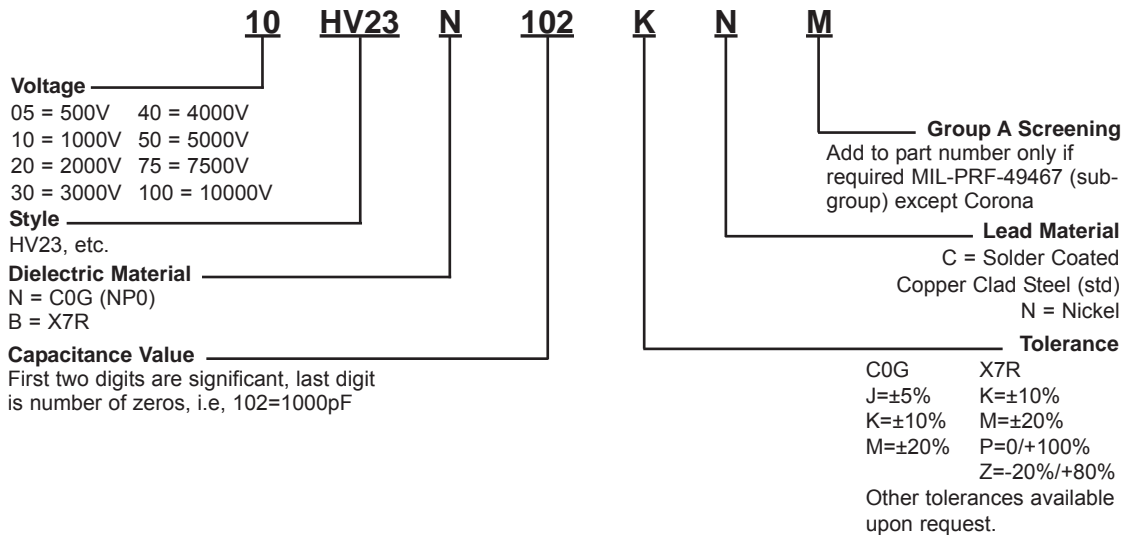 10 HV23 N 102 K N M
Voltage
05 = 500V 40 = 4000V
10 = 1000V 50 = 5000V
20 = 2000V 75 = 7500V
30 = 3000V 100 = 10000V
Style
HV23, etc.
Dielectric Material
N = C0G (NP0)
B = X7R
Capacitance Value
First two digits are significant, last digit
is number of zeros, i.e, 102=1000pF
Group A Screening
Add to part number only if
required MIL-PRF-49467 (sub-
group) except Corona
Lead Material
C = Solder Coated
Copper Clad Steel (std)
N = Nickel
Tolerance
C0G X7R
J=±5% K=±10%
K=±10% M=±20%
M=±20% P=0/+100%
Z=-20%/+80%
Other tolerances available
upon request.